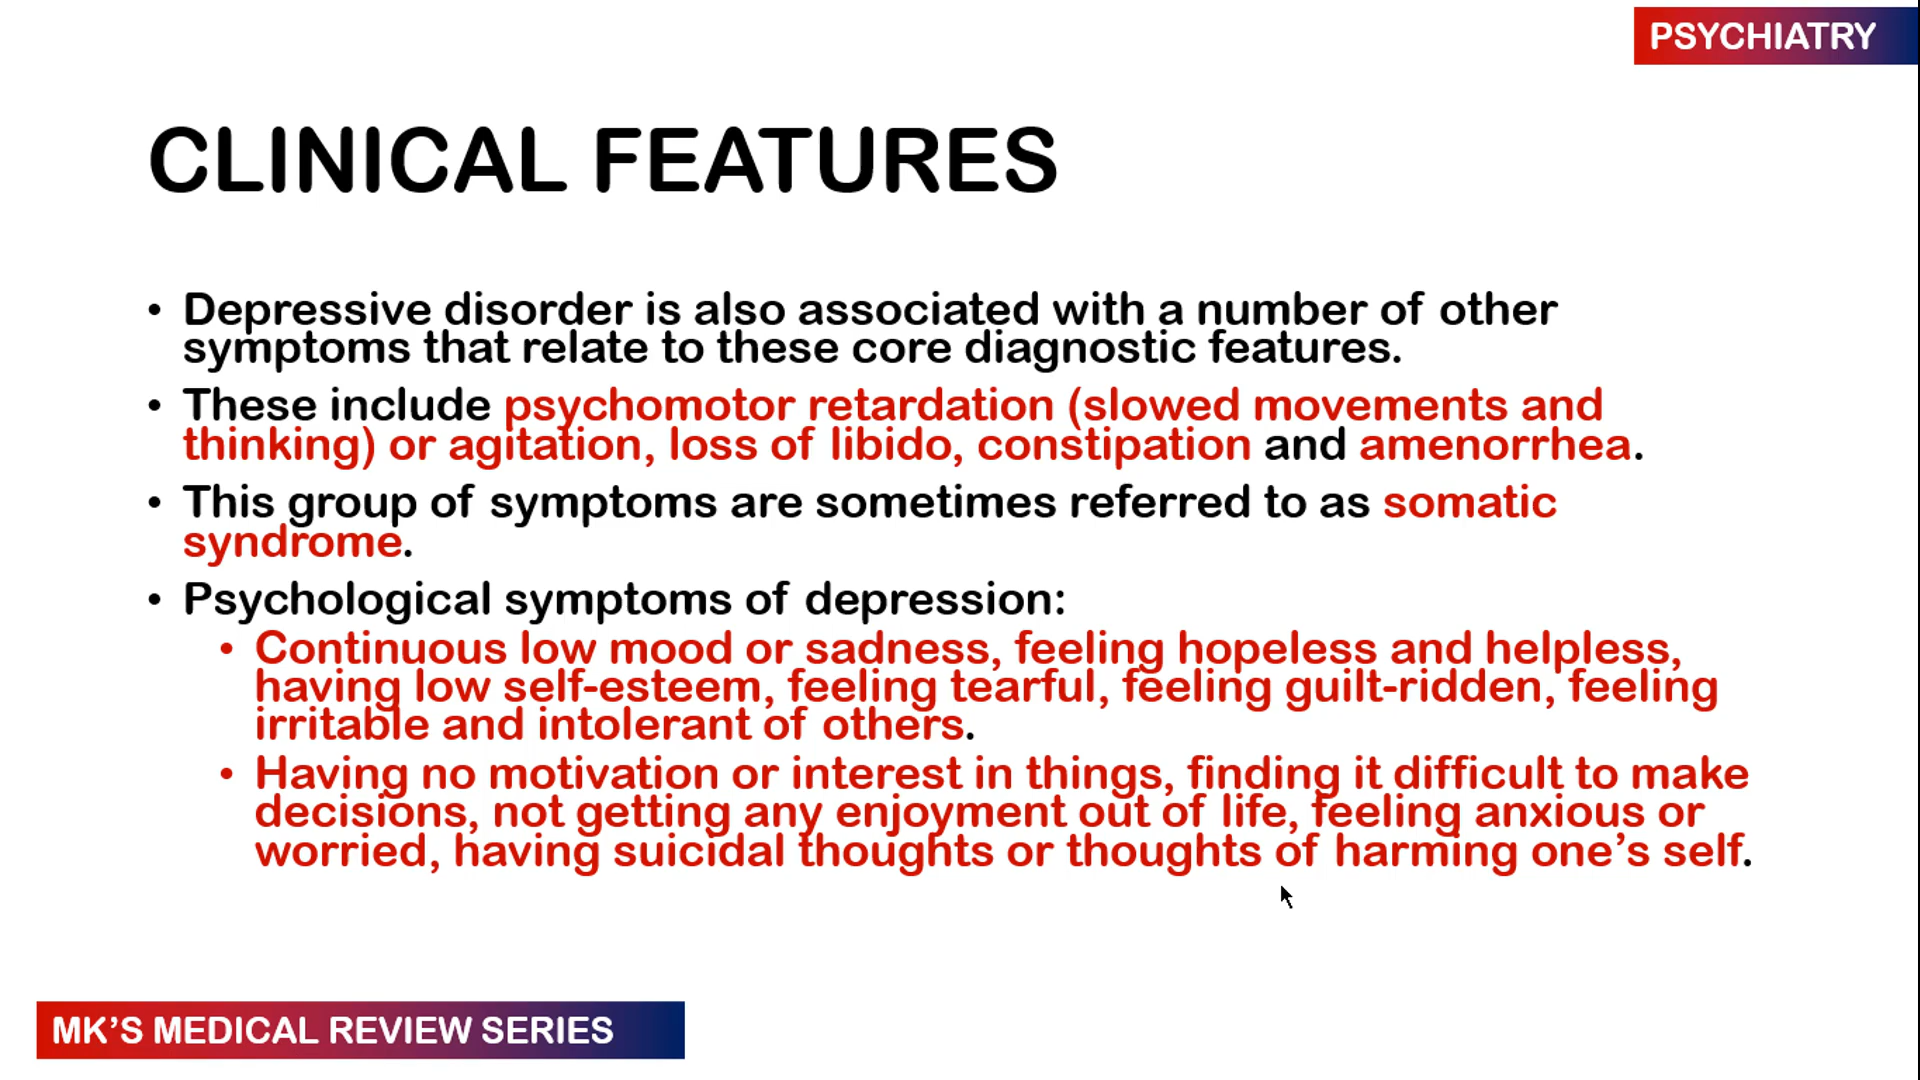 PSYCHIATRY
CLINICAL FEATURES
• Depressive disorder is also associated with a number of other
symptoms that relate to these core diagnostic features.
• These include psychomotor retardation (slowed movements and
thinking) or agitation, loss of libido, constipation and amenorrhea.
• This group of symptoms are sometimes referred to as somatic
syndrome.
• Psychological symptoms of depression:
• Continuous low mood or sadness, feeling hopeless and helpless,
having low self-esteem, feeling tearful, feeling guilt-ridden, feeling
irritable and intolerant of others.
• Having no motivation or interest in things, finding it difficult to make
decisions, not getting any enjoyment out of life, feeling anxious or
worried, having suicidal thoughts or thoughts of harming one’s self.
MK’S MEDICAL REVIEW SERIES